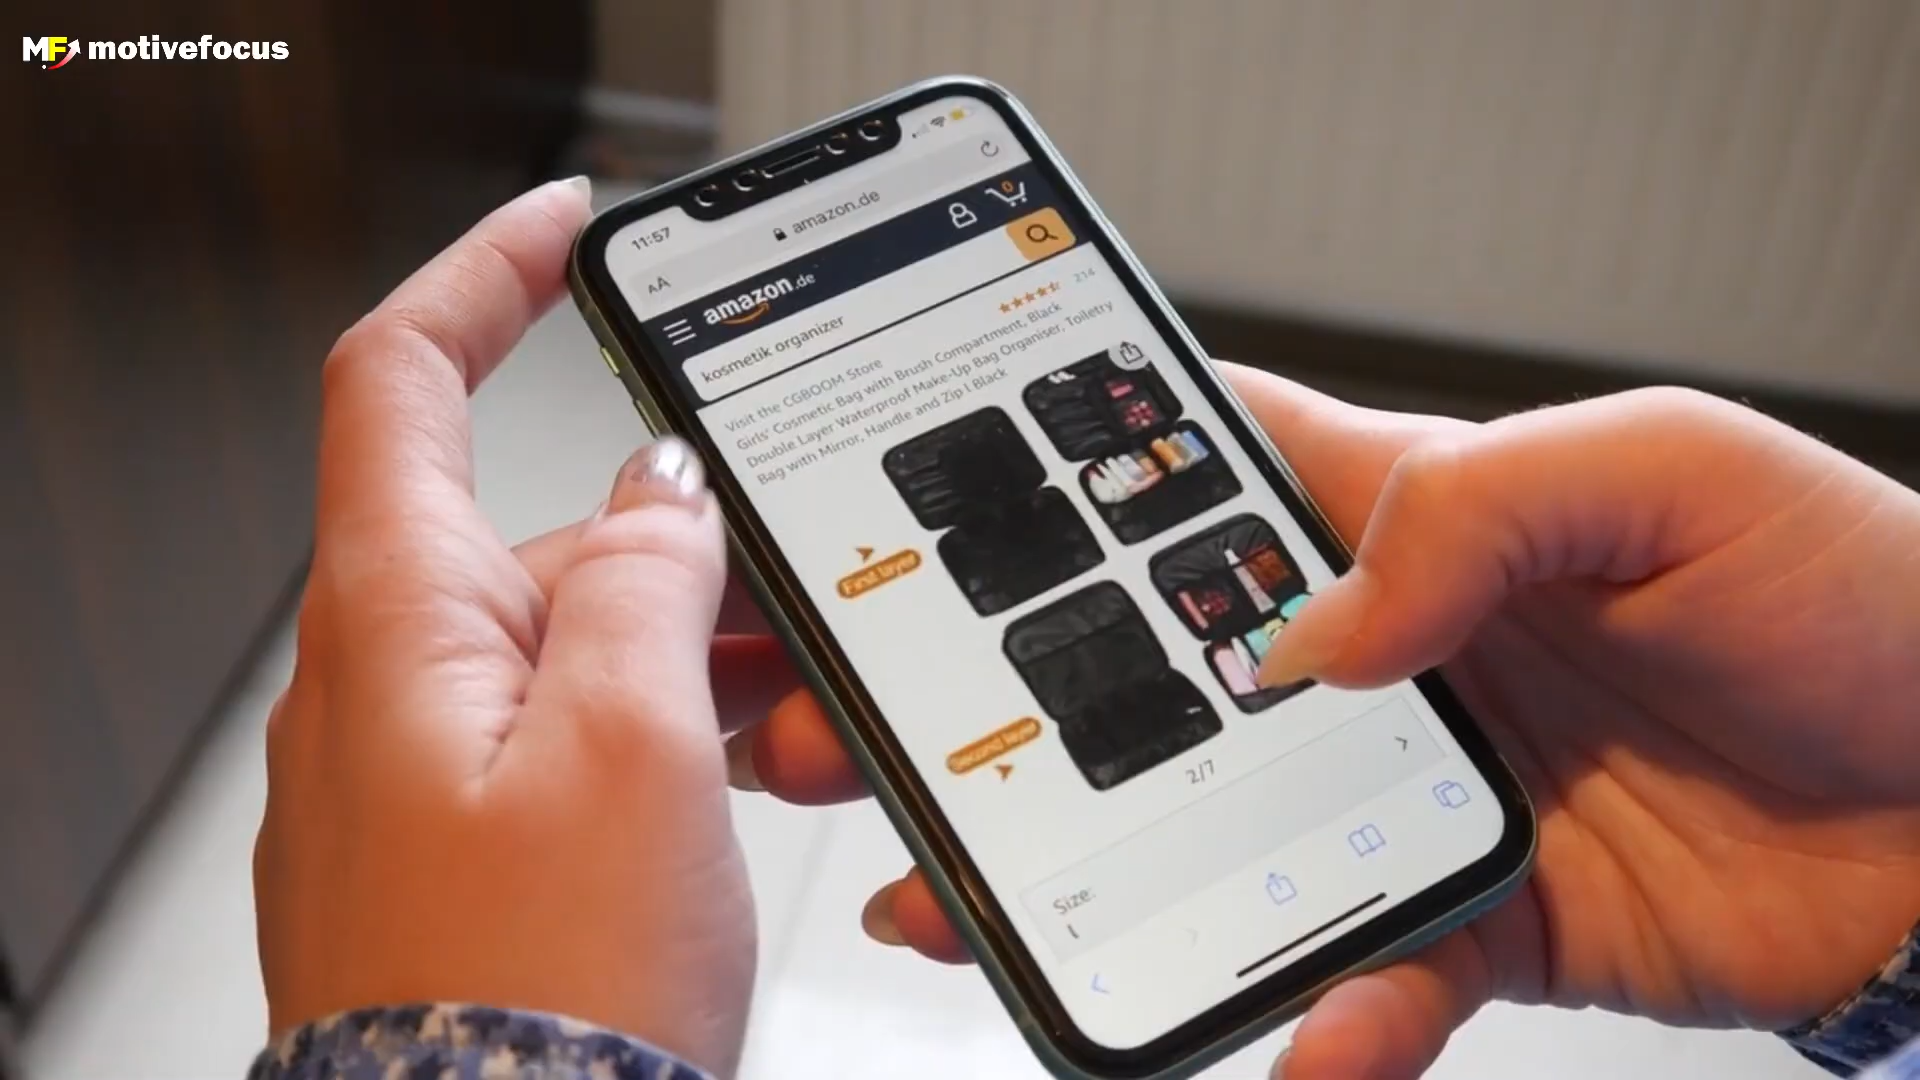 MF motivefocus
11:57
AA
amazon.de
0
amazon.de
kosmetik organizer
Visit the CGBOOM Store
214
Girls' Cosmetic Bag with Brush Compartment, Black
Double Layer Waterproof Make-Up Bag Organiser, Toiletry
Bag with Mirror, Handle and Zip I Black
First layer
Second layer
2/7
Size: